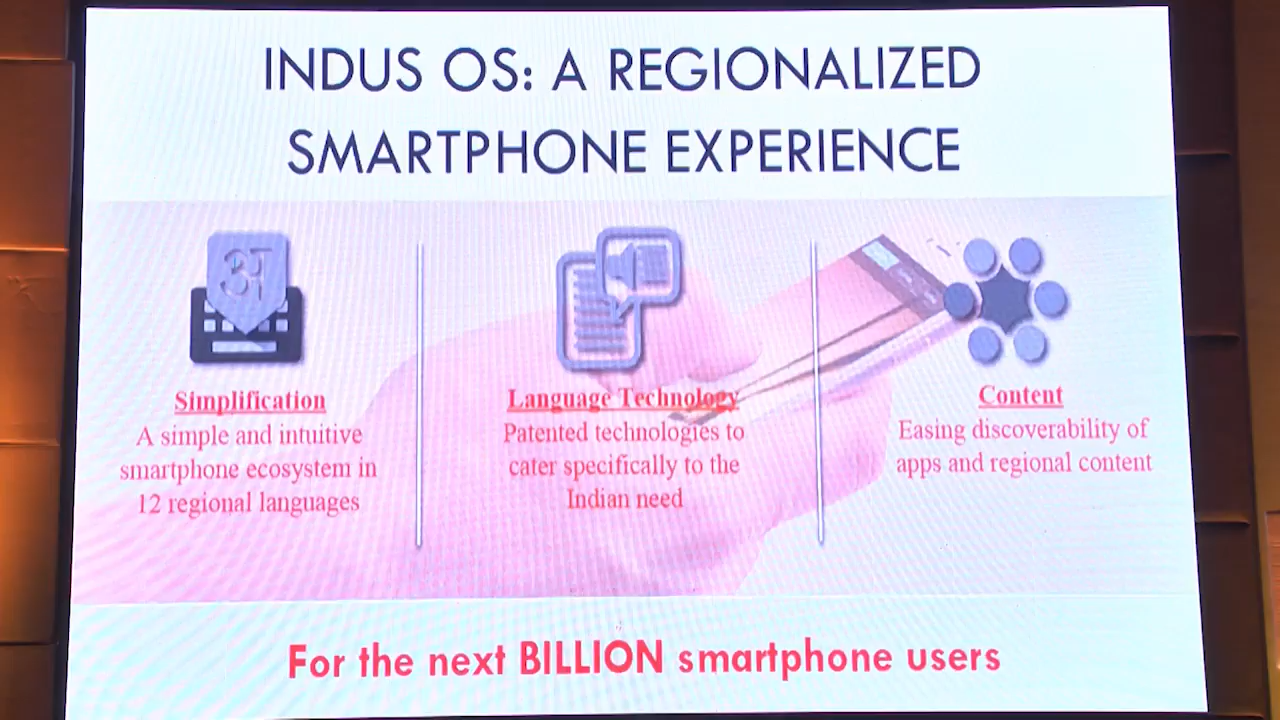 INDUS OS: A REGIONALIZED
SMARTPHONE EXPERIENCE
अ
Simplification
A simple and intuitive
smartphone ecosystem in
12 regional languages
Language Technology
Patented technologies to
cater specifically to the
Indian need
Content
Easing discoverability of
apps and regional content
For the next BILLION smartphone users